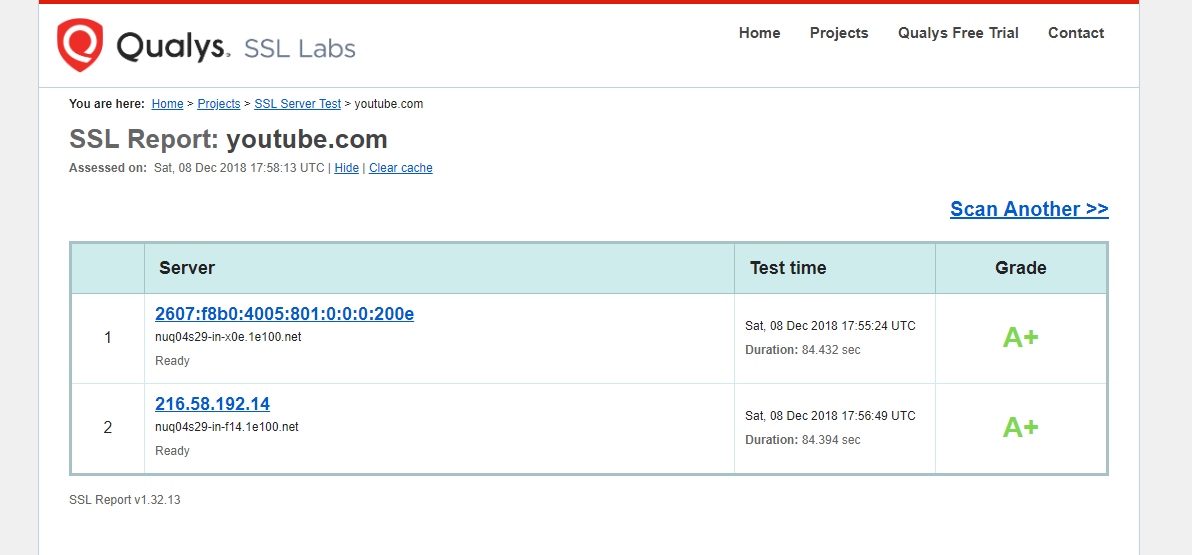 Qualys. SSL Labs
Home Projects Qualys Free Trial Contact
You are here: Home > Projects > SSL Server Test > youtube.com
SSL Report: youtube.com
Assessed on: Sat, 08 Dec 2018 17:58:13 UTC | Hide | Clear cache
Scan Another >>
Server Test time Grade
1
2607:f8b0:4005:801:0:0:0:200e
nuq04s29-in-x0e.1e100.net
Ready
Sat, 08 Dec 2018 17:55:24 UTC
Duration: 84.432 sec
A+
2
216.58.192.14
nuq04s29-in-f14.1e100.net
Ready
Sat, 08 Dec 2018 17:56:49 UTC
Duration: 84.394 sec
A+
SSL Report v1.32.13